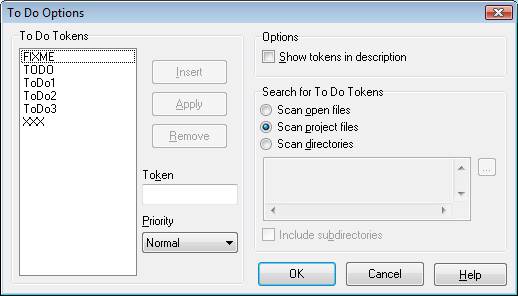 To Do Options
To Do Tokens
FIXME
TODO
ToDo1
ToDo2
ToDo3
XXX
Insert
Apply
Remove
Token
Priority
Normal
Options
Show tokens in description
Search for To Do Tokens
Scan open files
Scan project files
Scan directories
...
Include subdirectories
OK
Cancel
Help